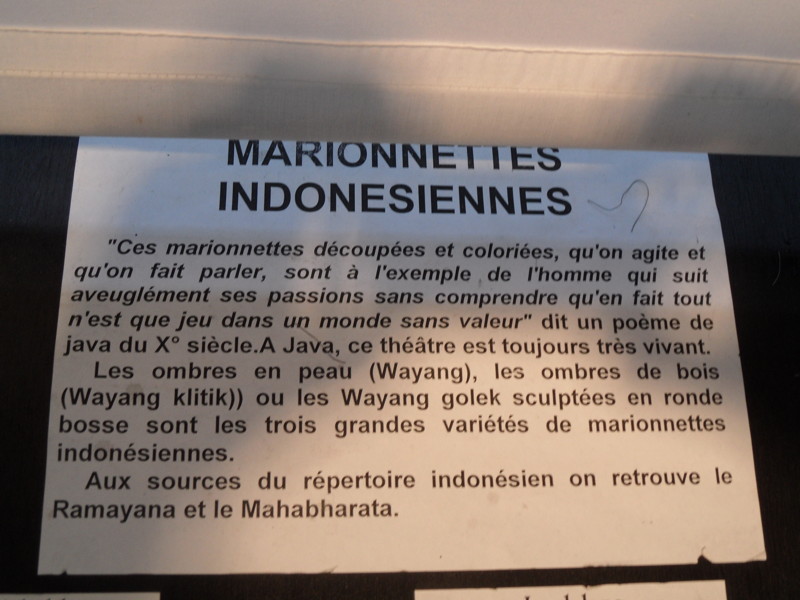 MARIONNETTES
INDONESIENNES
"Ces marionnettes découpées et coloriées, qu'on agite et
qu'on fait parler, sont à l'exemple de l'homme qui suit
aveuglément ses passions sans comprendre qu'en fait tout
n'est que jeu dans un monde sans valeur" dit un poème de
java du X° siècle.A Java, ce théâtre est toujours très vivant.
Les ombres en peau (Wayang), les ombres de bois
(Wayang klitik)) ou les Wayang golek sculptées en ronde
bosse sont les trois grandes variétés de marionnettes
indonésiennes.
Aux sources du répertoire indonésien on retrouve le
Ramayana et le Mahabharata.